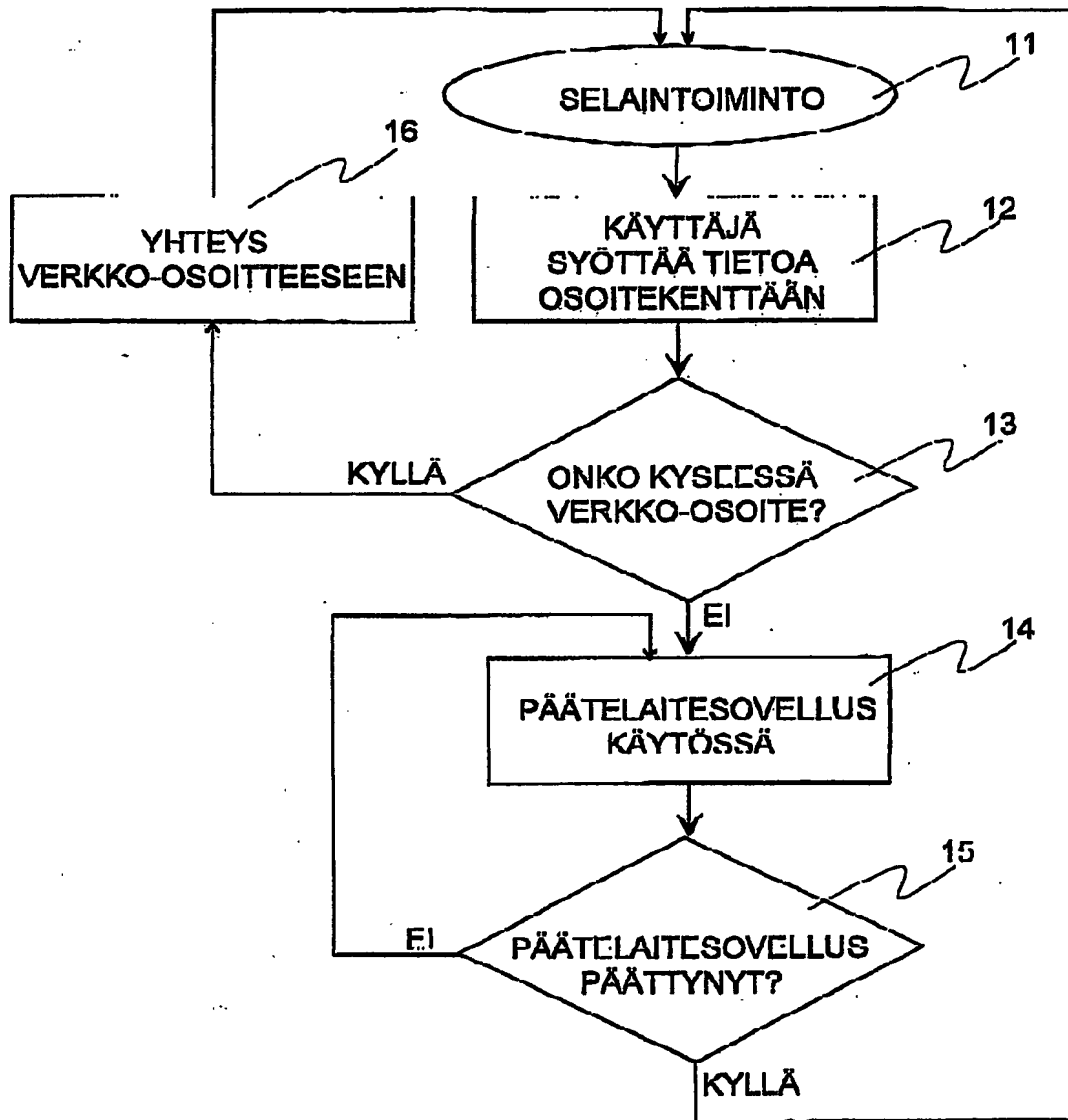 11
SELAINTOIMINTO
16
12
YHTEYS
VERKKO-OSOITTEESEEN
KÄYTTÄJÄ
SYÖTTÄÄ TIETOA
OSOITEKENTTÄÄN
13
KYLLÄ
ONKO KYSEESSÄ
VERKKO-OSOITE?
EI
14
PÄÄTELAITESOVELLUS
KÄYTÖSSÄ
15
EI
PÄÄTELAITESOVELLUS
PÄÄTTYNYT?
KYLLÄ